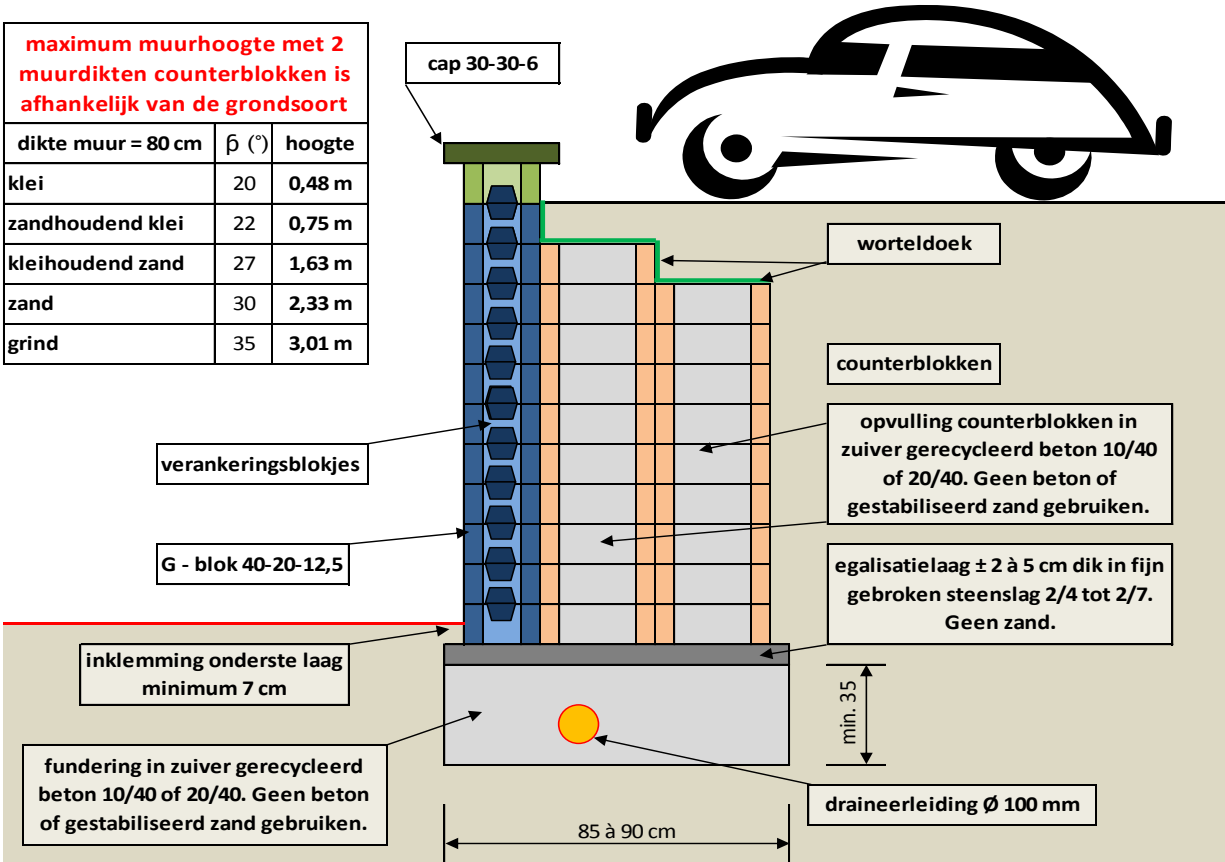 maximum muurhoogte met 2
muurdikten counterblokken is
afhankelijk van de grondsoort
dikte muur = 80 cm ϕ (°) hoogte
klei 20 0,48 m
zandhoudend klei 22 0,75 m
kleihoudend zand 27 1,63 m
zand 30 2,33 m
grind 35 3,01 m
cap 30-30-6
worteldoek
counterblokken
opvulling counterblokken in
zuiver gerecycleerd beton 10/40
of 20/40. Geen beton of
gestabiliseerd zand gebruiken.
verankeringsblokjes
G - blok 40-20-12,5
egalisatielaag ± 2 à 5 cm dik in fijn
gebroken steenslag 2/4 tot 2/7.
Geen zand.
inklemming onderste laag
minimum 7 cm
min. 35
fundering in zuiver gerecycleerd
beton 10/40 of 20/40. Geen beton
of gestabiliseerd zand gebruiken.
draineerleiding Ø 100 mm
85 à 90 cm